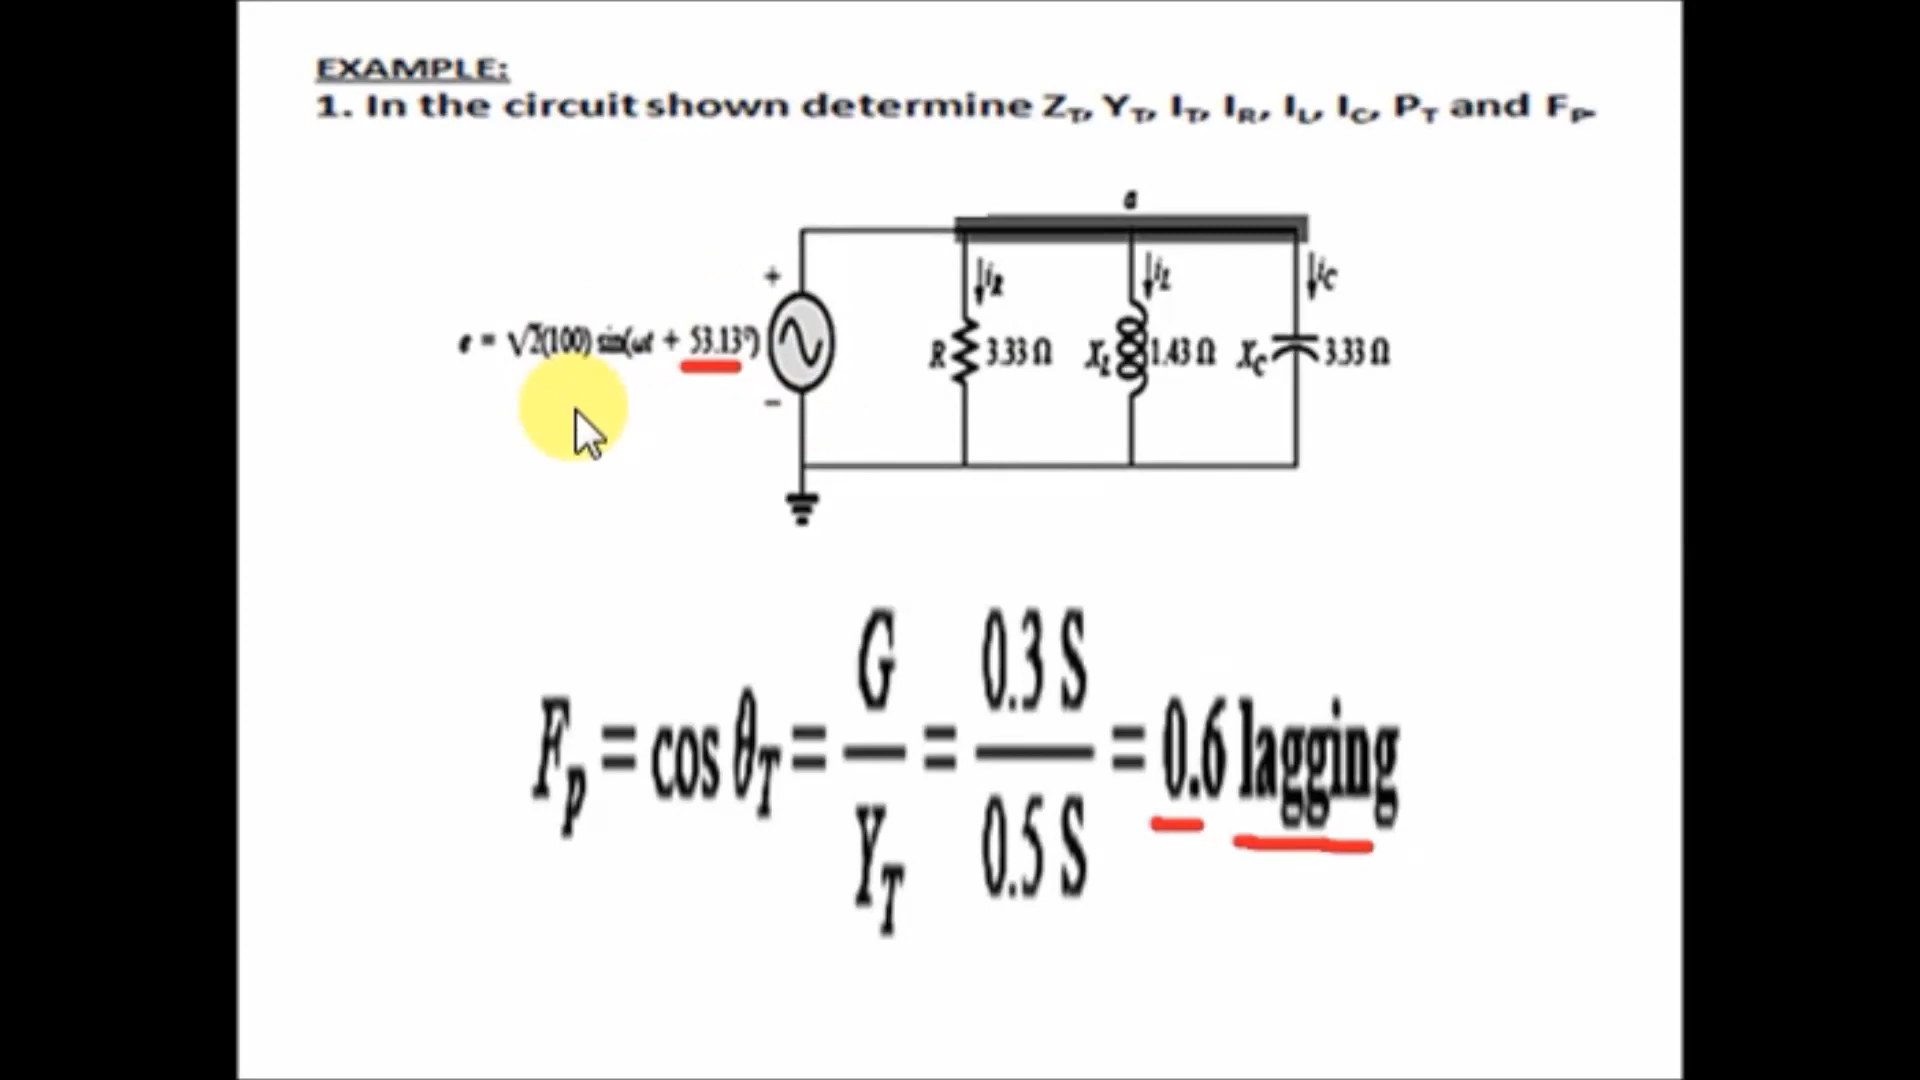 EXAMPLE:
1. In the circuit shown determine Z_T, Y_T, I_T, I_R, I_L, I_C, P_T and F_P.
a
+
i_R
i_L
i_C
e = √2(100) sin(ωt + 53.13°)
R 3.33 Ω X_L 1.43 Ω X_C 3.33 Ω
−
F_p = cos θ_T = G / Y_T = 0.3 S / 0.5 S = 0.6 lagging